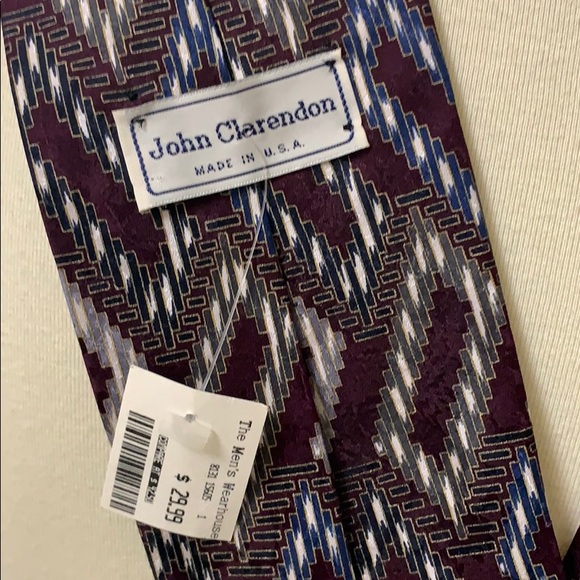 John Clarendon
MADE IN U.S.A.
The Men's Wearhouse
$ 29.99